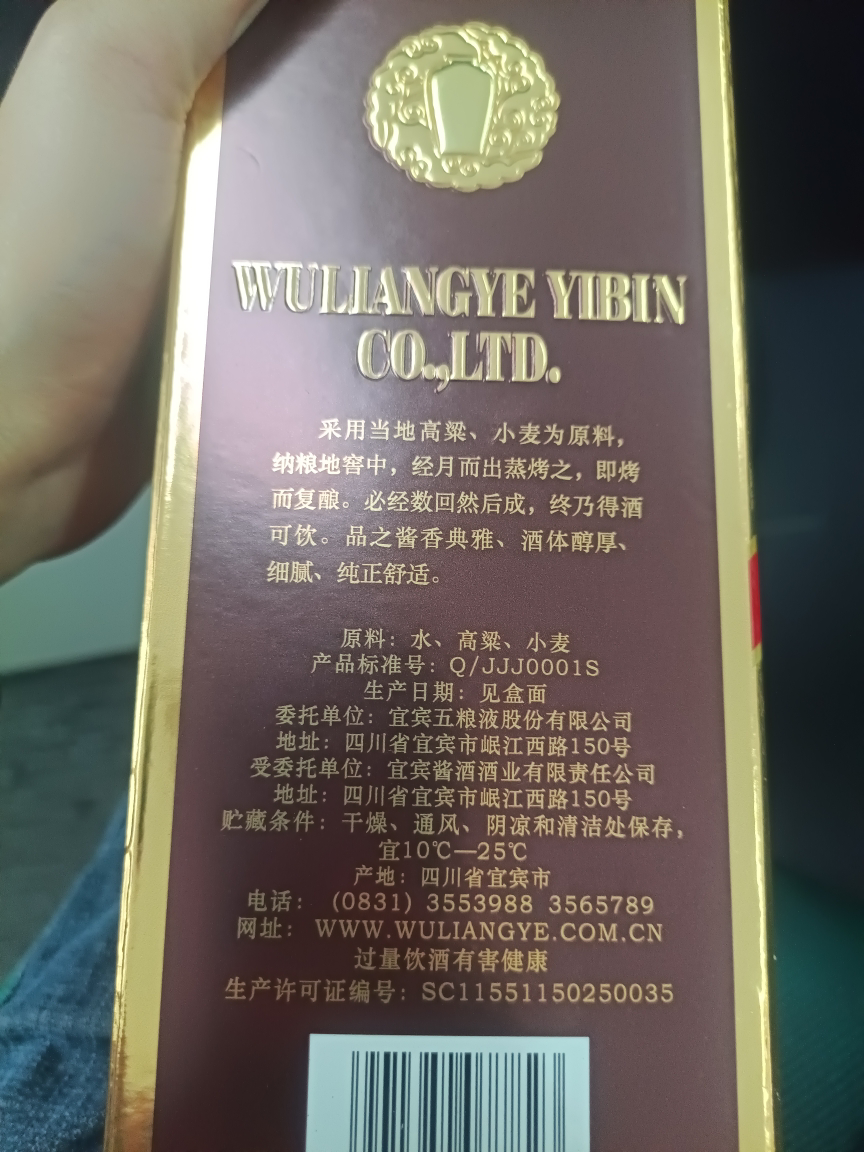 WULIANGYE YIBIN
CO.,LTD.
采用当地高粱、小麦为原料，
纳粮地窖中，经月而出蒸烤之，即烤
而复酿。必经数回然后成，终乃得酒
可饮。品之酱香典雅、酒体醇厚、
细腻、纯正舒适。
原料：水、高粱、小麦
产品标准号：Q/JJJ0001S
生产日期：见盒面
委托单位：宜宾五粮液股份有限公司
地址：四川省宜宾市岷江西路150号
受委托单位：宜宾酱酒酒业有限责任公司
地址：四川省宜宾市岷江西路150号
贮藏条件：干燥、通风、阴凉和清洁处保存，
宜10℃—25℃
产地：四川省宜宾市
电话：（0831）3553988 3565789
网址：WWW.WULIANGYE.COM.CN
过量饮酒有害健康
生产许可证编号：SC11551150250035